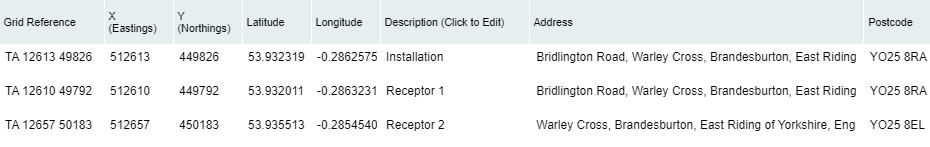 Grid Reference X (Eastings) Y (Northings) Latitude Longitude Description (Click to Edit) Address Postcode
TA 12613 49826 512613 449826 53.932319 -0.2862575 Installation Bridlington Road, Warley Cross, Brandesburton, East Riding YO25 8RA
TA 12610 49792 512610 449792 53.932011 -0.2863231 Receptor 1 Bridlington Road, Warley Cross, Brandesburton, East Riding YO25 8RA
TA 12657 50183 512657 450183 53.935513 -0.2854540 Receptor 2 Warley Cross, Brandesburton, East Riding of Yorkshire, Eng YO25 8EL